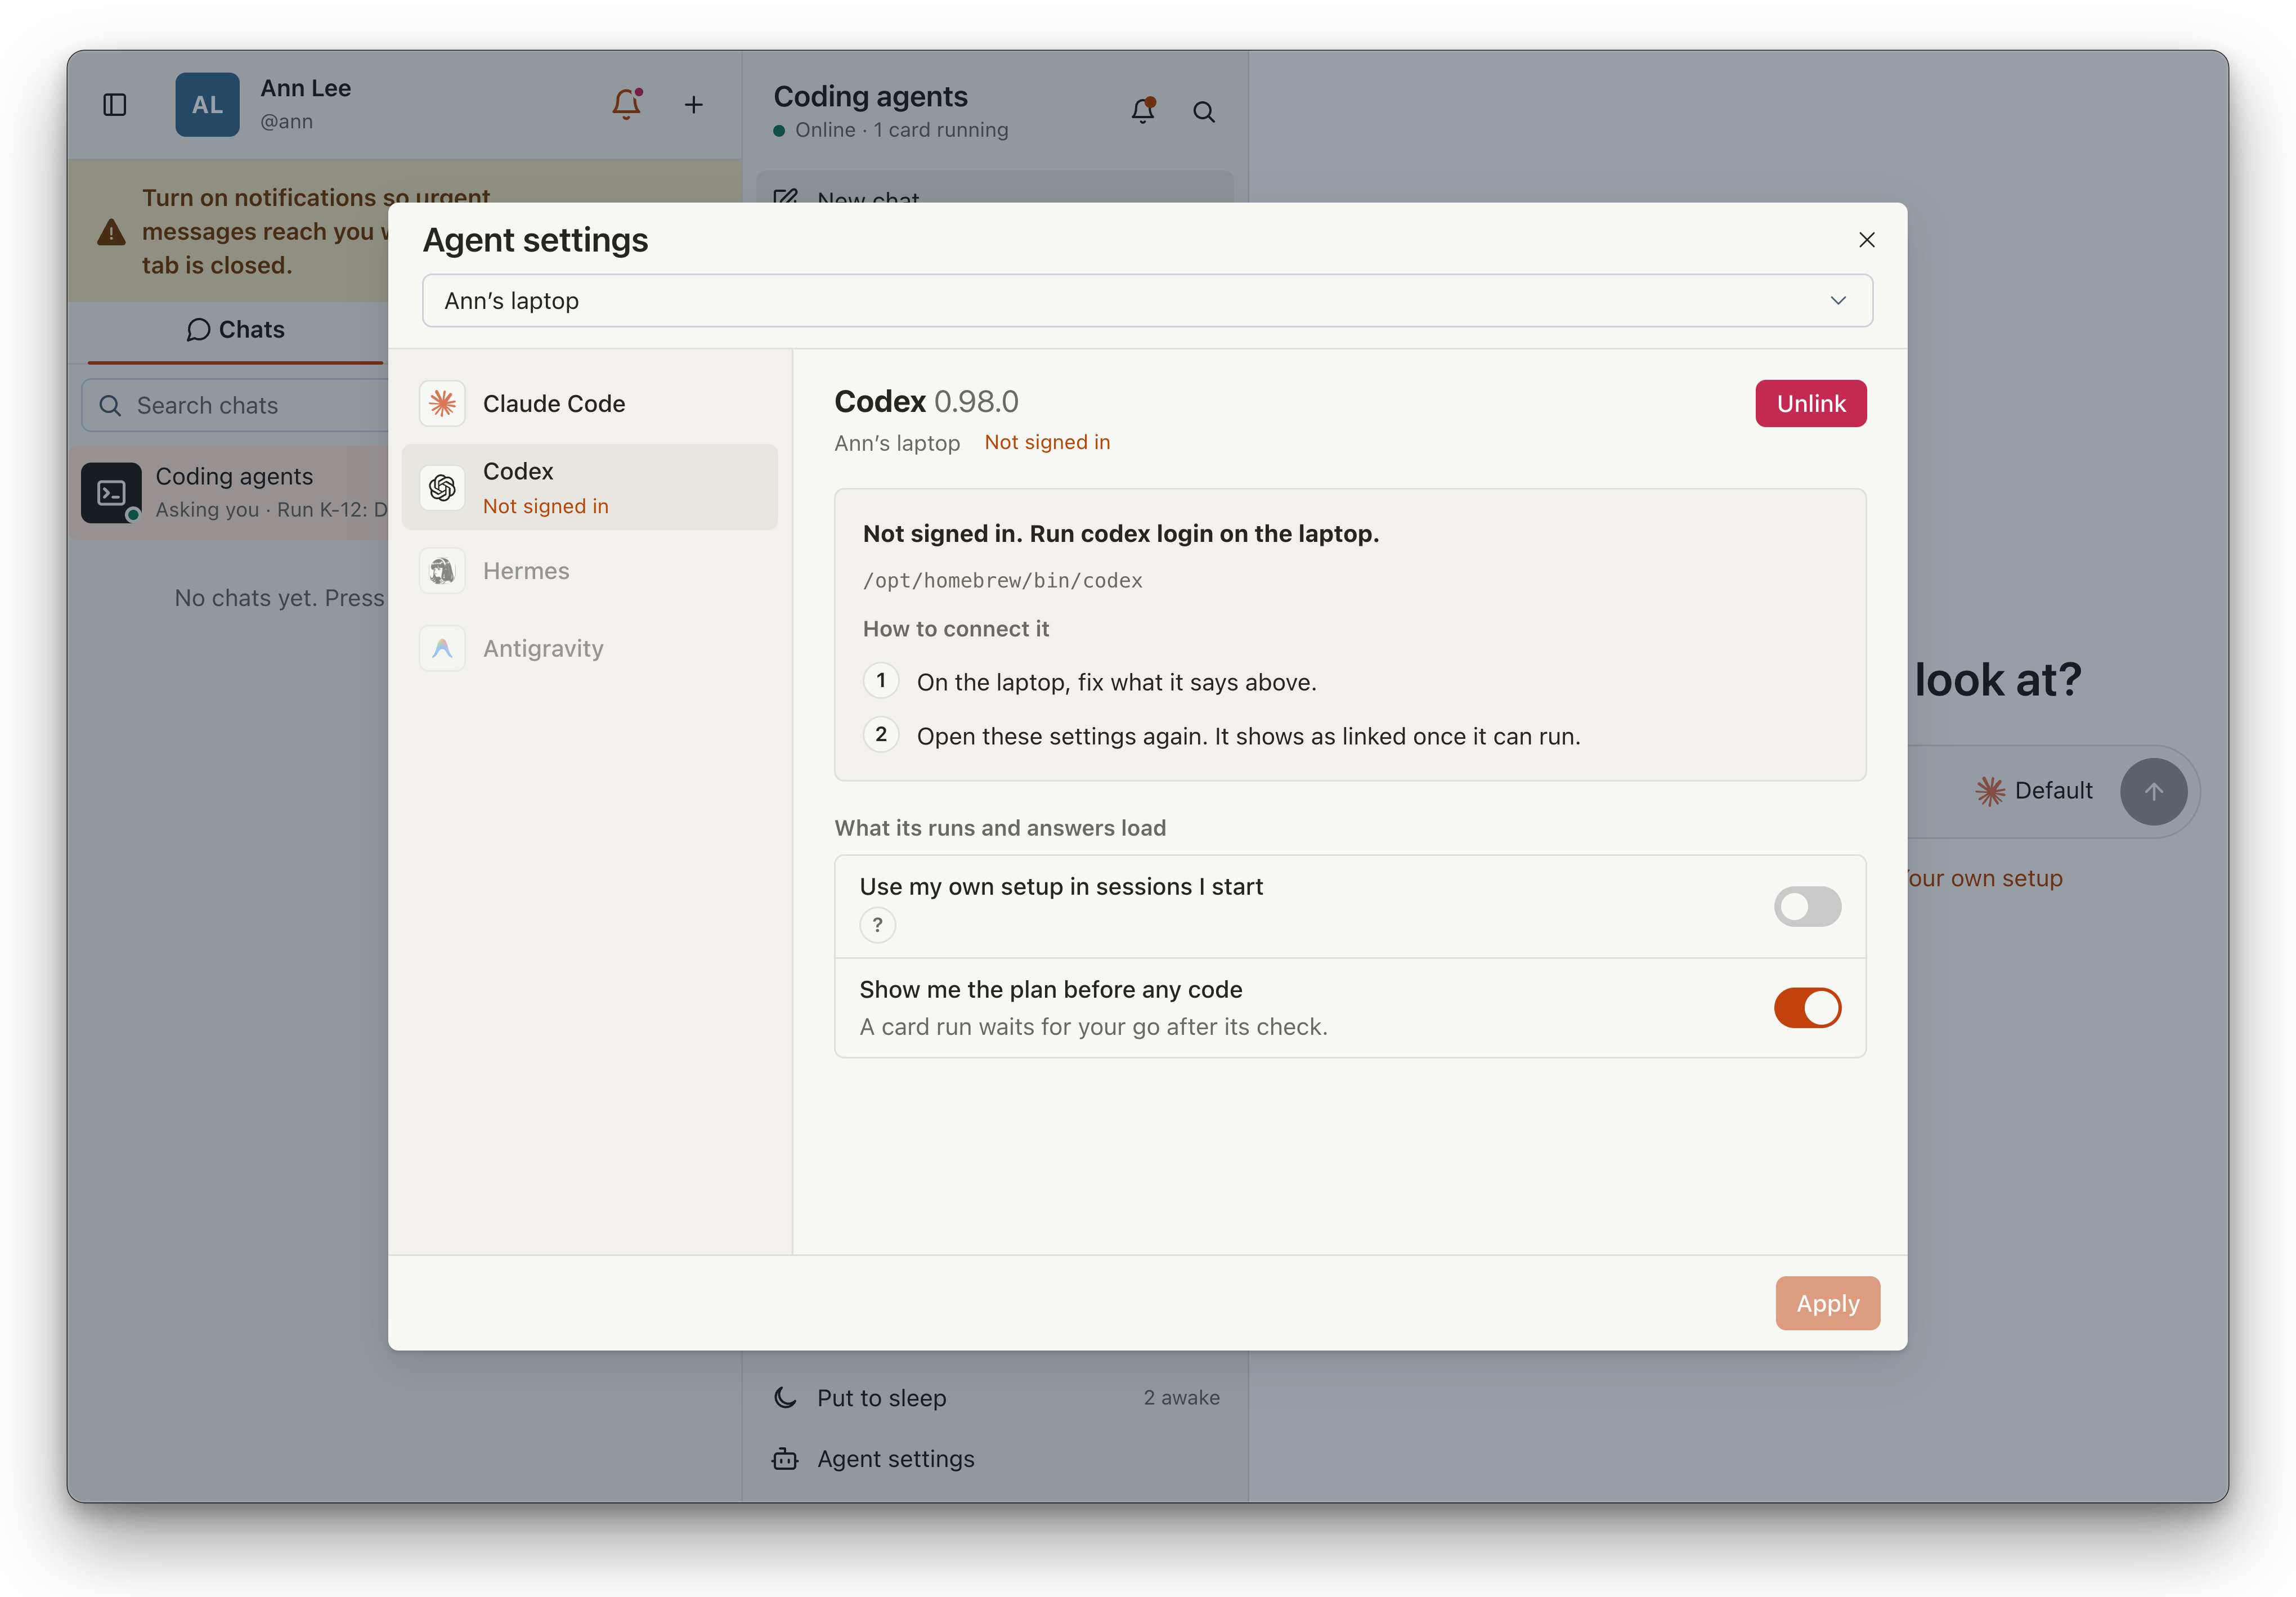 AL
Ann Lee
@ann
Turn on notifications so urgent
messages reach you
tab is closed.
Chats
Search chats
Coding agents
Asking you · Run K-12: D
No chats yet. Press
Coding agents
Online · 1 card running
New chat
Agent settings
Ann’s laptop
Claude Code
Codex
Not signed in
Hermes
Antigravity
Codex 0.98.0
Unlink
Ann’s laptop Not signed in
Not signed in. Run codex login on the laptop.
/opt/homebrew/bin/codex
How to connect it
1 On the laptop, fix what it says above.
2 Open these settings again. It shows as linked once it can run.
What its runs and answers load
Use my own setup in sessions I start
?
Show me the plan before any code
A card run waits for your go after its check.
Apply
look at?
Default
our own setup
Put to sleep 2 awake
Agent settings